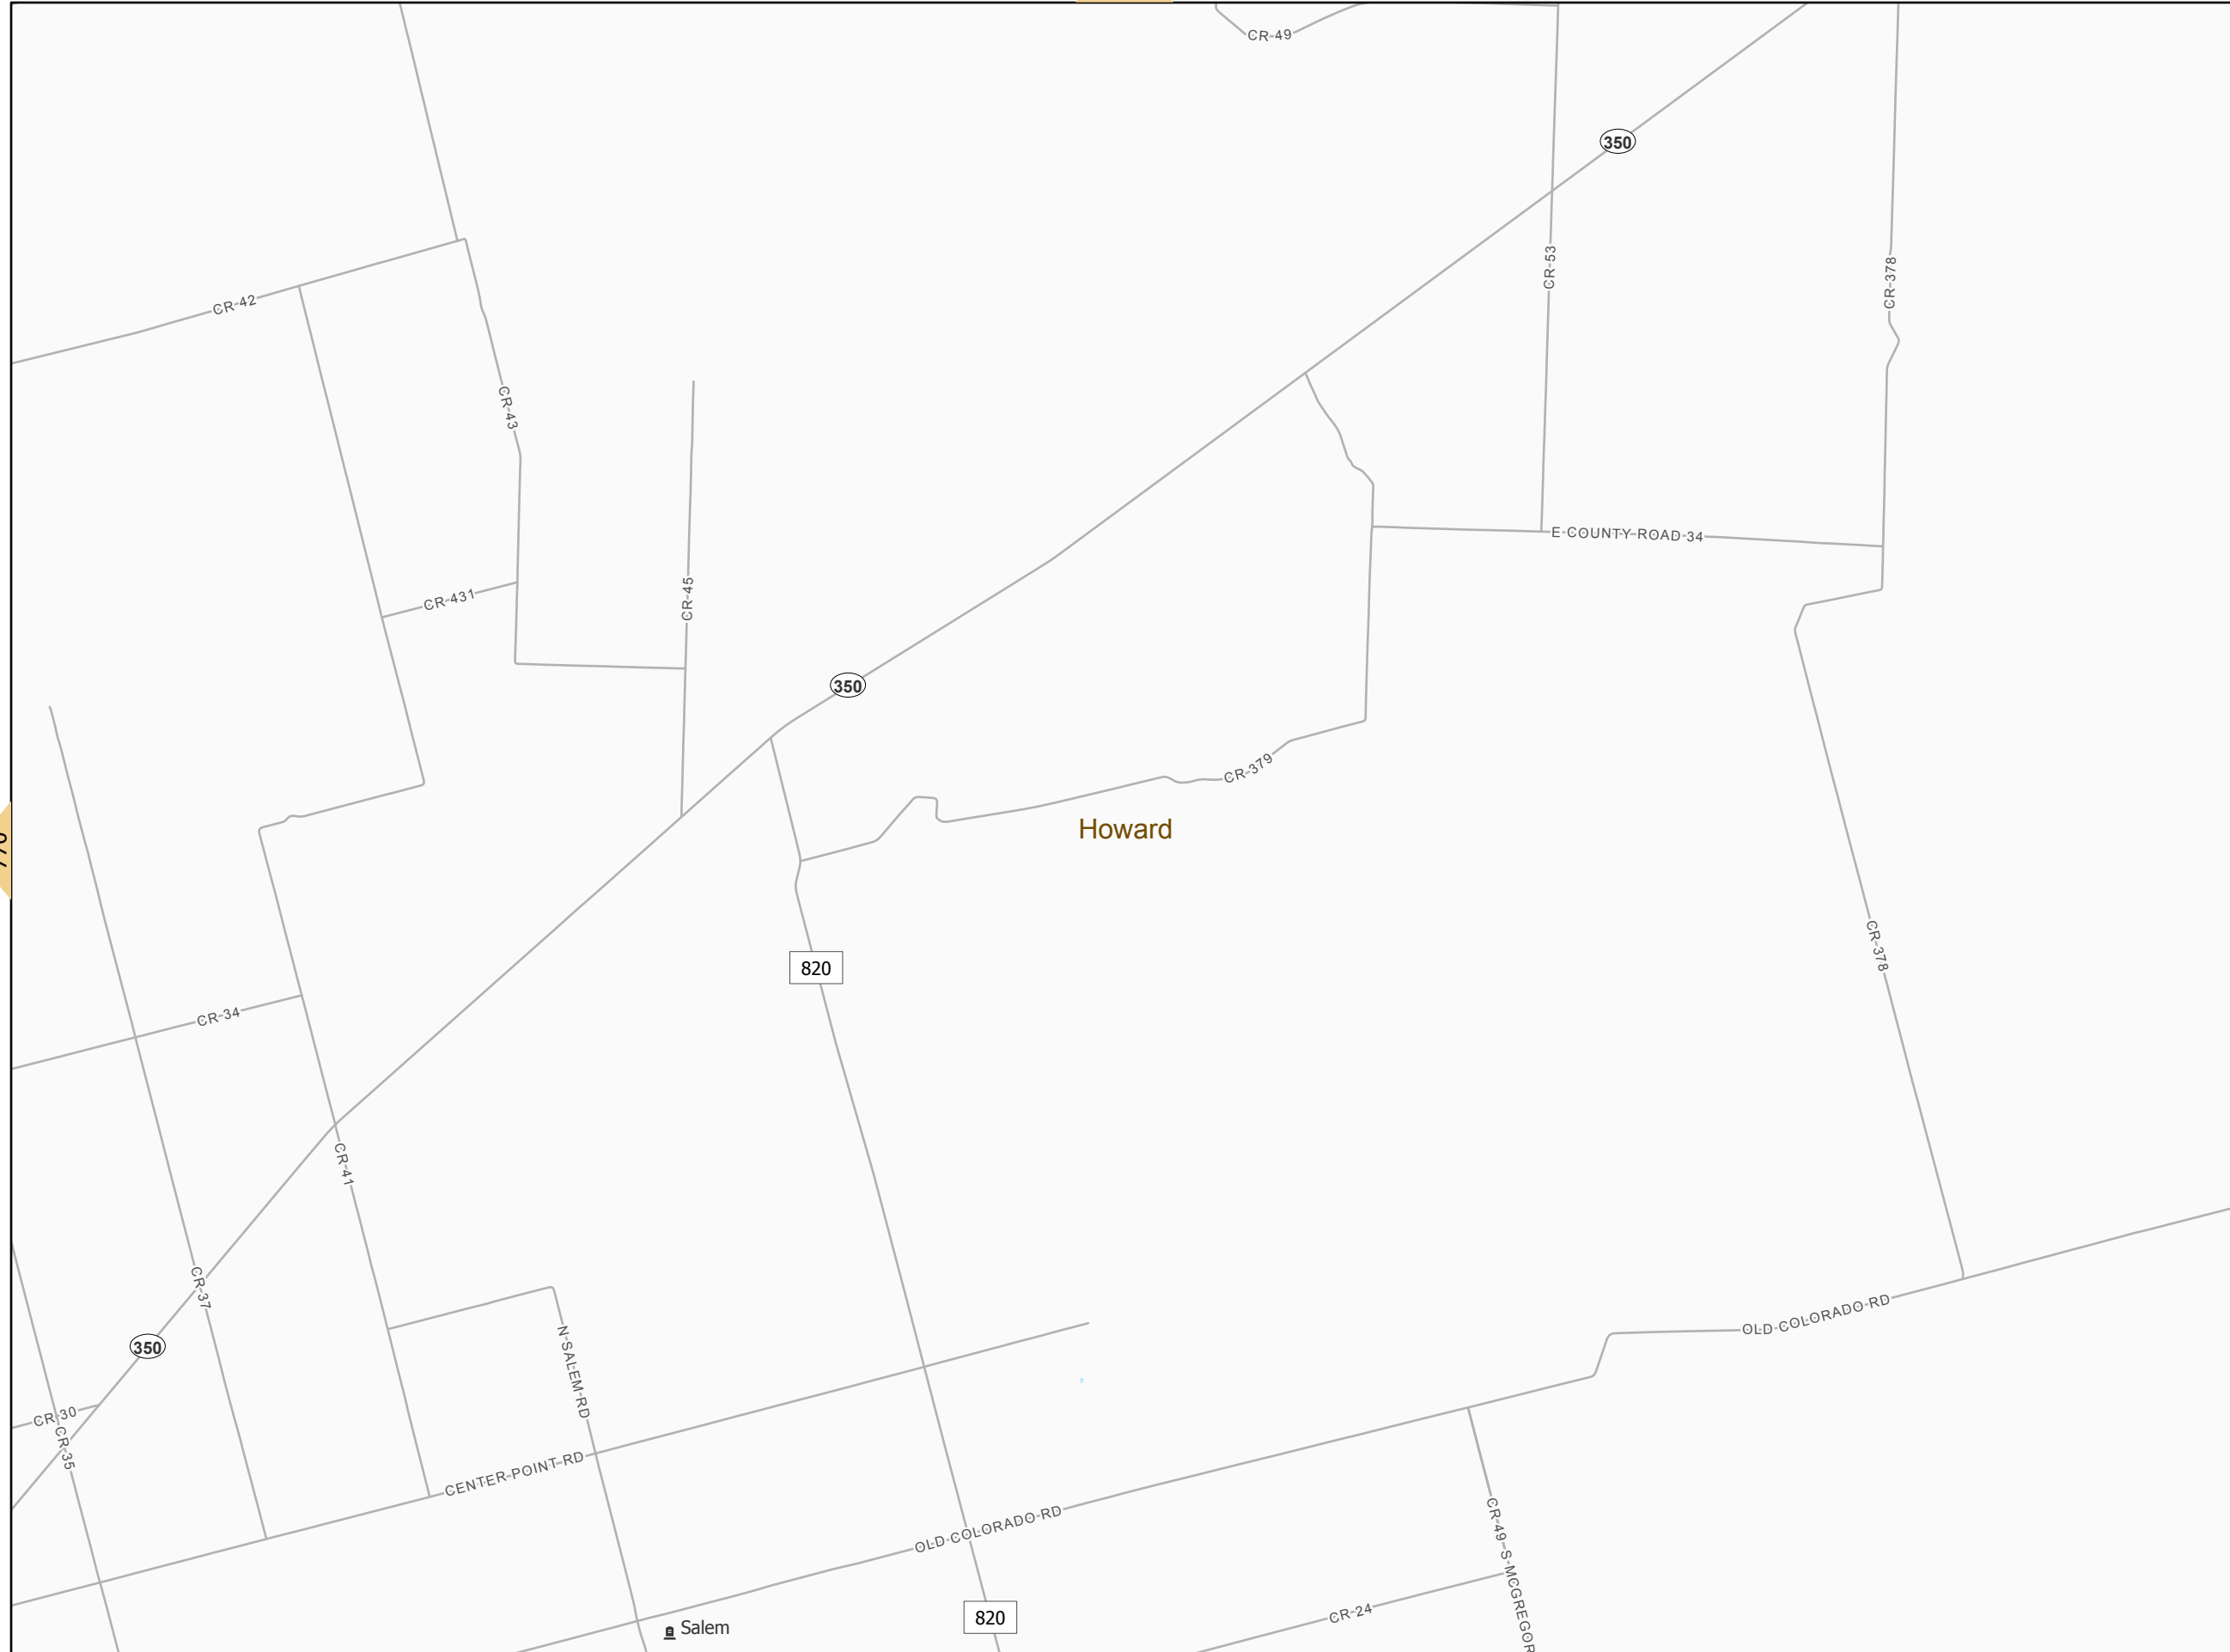 CR-49
350
CR-53
CR-378
CR-42
CR-43
E COUNTY ROAD 34
CR-431
CR-45
350
CR-379
Howard
CR-378
820
CR-34
CR-41
CR-37
OLD COLORADO RD
350
N SALEM RD
CR-30
CR-35
CENTER POINT RD
OLD COLORADO RD
CR-49 S MCGREGOR
CR-24
820
Salem